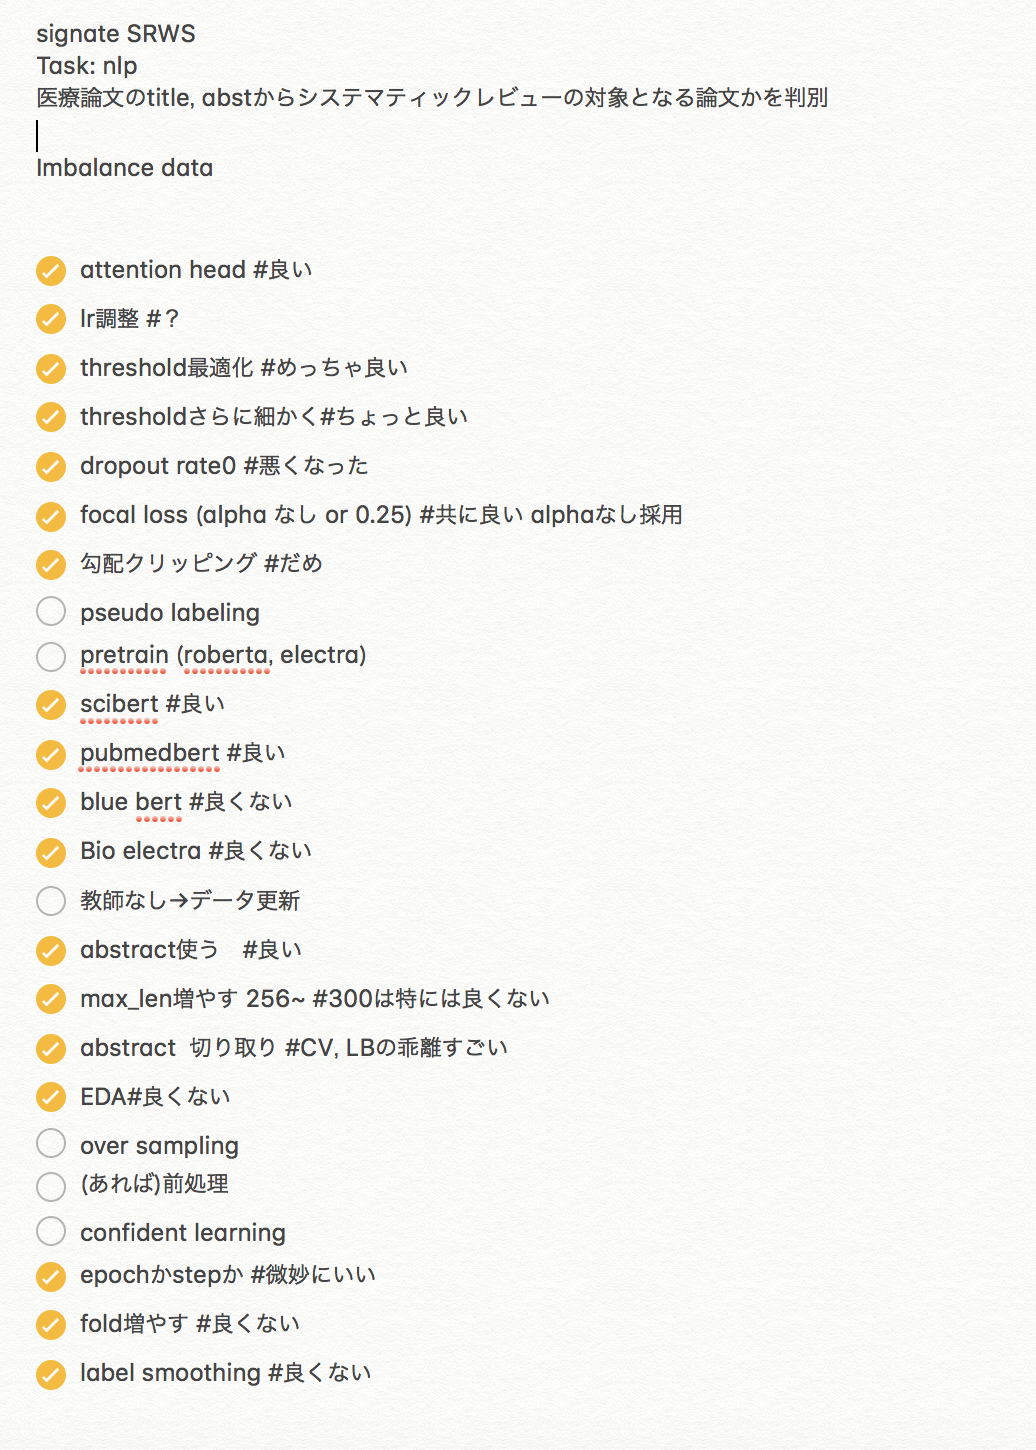 signate SRWS
Task: nlp
医療論文のtitle, abstからシステマティックレビューの対象となる論文かを判別
Imbalance data
attention head #良い
lr調整 #？
threshold最適化 #めっちゃ良い
thresholdさらに細かく#ちょっと良い
dropout rate0 #悪くなった
focal loss (alpha なし or 0.25) #共に良い alphaなし採用
勾配クリッピング #だめ
pseudo labeling
pretrain (roberta, electra)
scibert #良い
pubmedbert #良い
blue bert #良くない
Bio electra #良くない
教師なし→データ更新
abstract使う　#良い
max_len増やす 256~ #300は特には良くない
abstract  切り取り #CV, LBの乖離すごい
EDA#良くない
over sampling
(あれば)前処理
confident learning
epochかstepか #微妙にいい
fold増やす #良くない
label smoothing #良くない